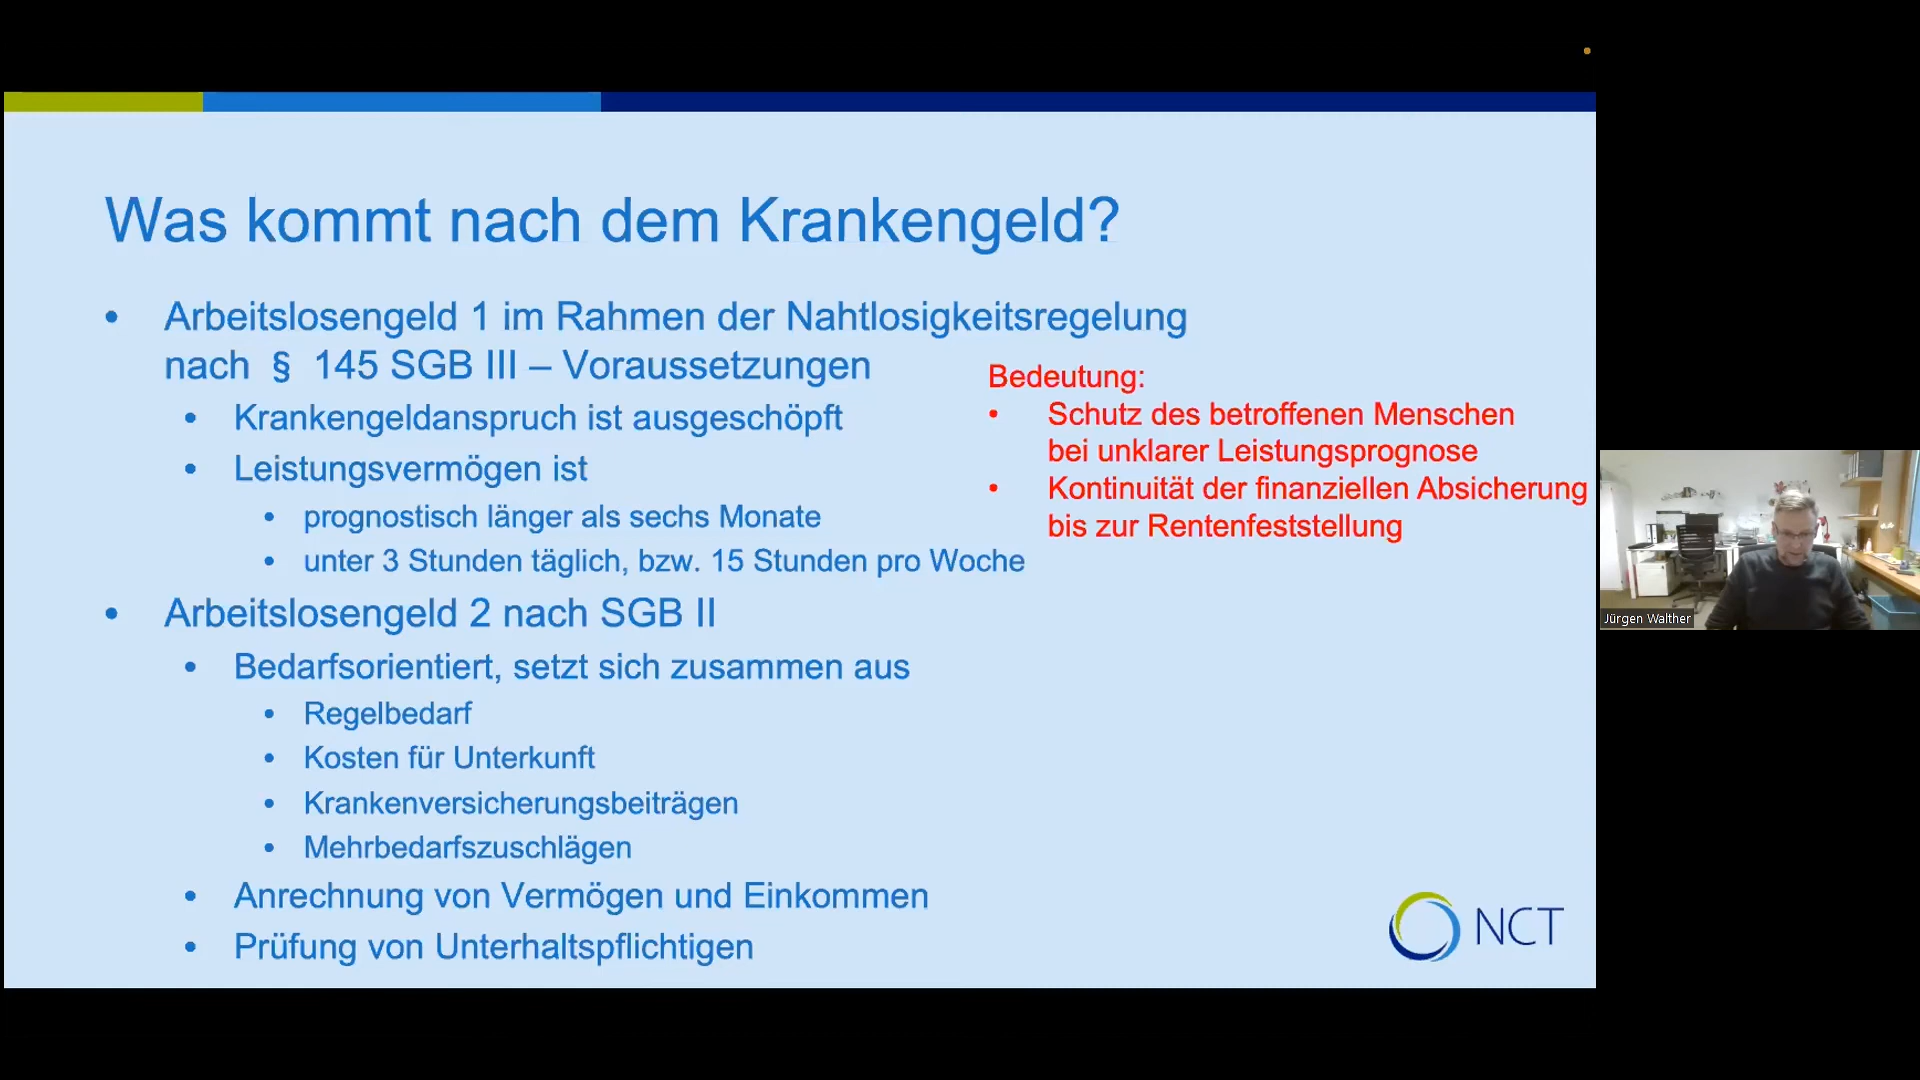 Was kommt nach dem Krankengeld?
• Arbeitslosengeld 1 im Rahmen der Nahtlosigkeitsregelung
nach § 145 SGB III – Voraussetzungen
• Krankengeldanspruch ist ausgeschöpft
• Leistungsvermögen ist
• prognostisch länger als sechs Monate
• unter 3 Stunden täglich, bzw. 15 Stunden pro Woche
• Arbeitslosengeld 2 nach SGB II
• Bedarfsorientiert, setzt sich zusammen aus
• Regelbedarf
• Kosten für Unterkunft
• Krankenversicherungsbeiträgen
• Mehrbedarfszuschlägen
• Anrechnung von Vermögen und Einkommen
• Prüfung von Unterhaltspflichtigen
Bedeutung:
• Schutz des betroffenen Menschen
bei unklarer Leistungsprognose
• Kontinuität der finanziellen Absicherung
bis zur Rentenfeststellung
NCT
Jürgen Walther